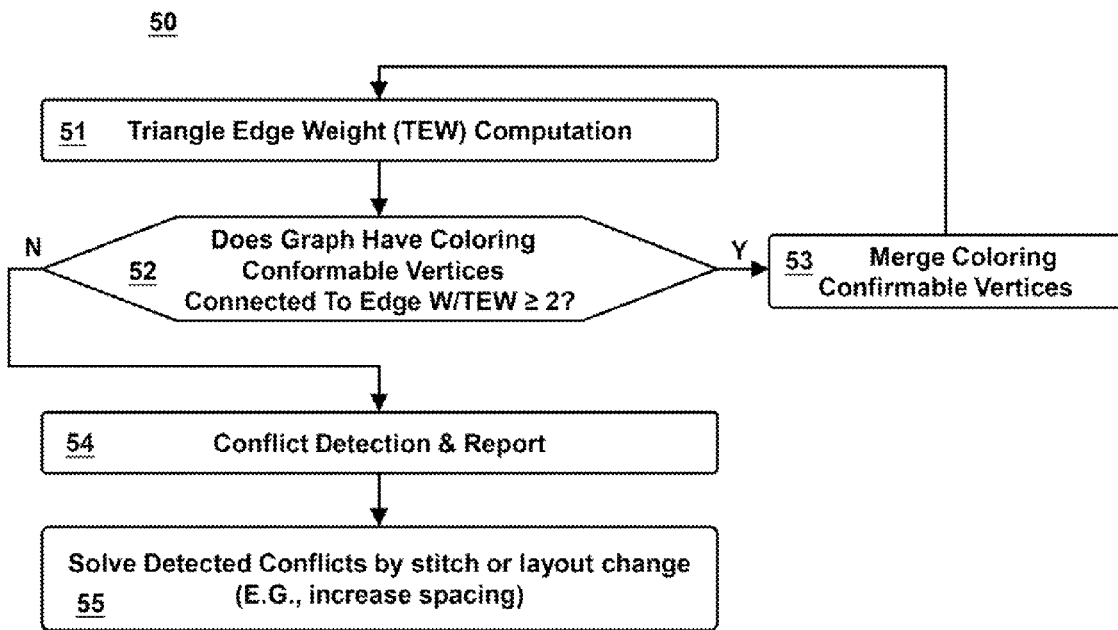 50
51 Triangle Edge Weight (TEW) Computation
N
52
Does Graph Have Coloring
Conformable Vertices
Connected To Edge W/TEW ≥ 2?
Y
53 Merge Coloring
Confirmable Vertices
54 Conflict Detection & Report
Solve Detected Conflicts by stitch or layout change
55 (E.G., increase spacing)